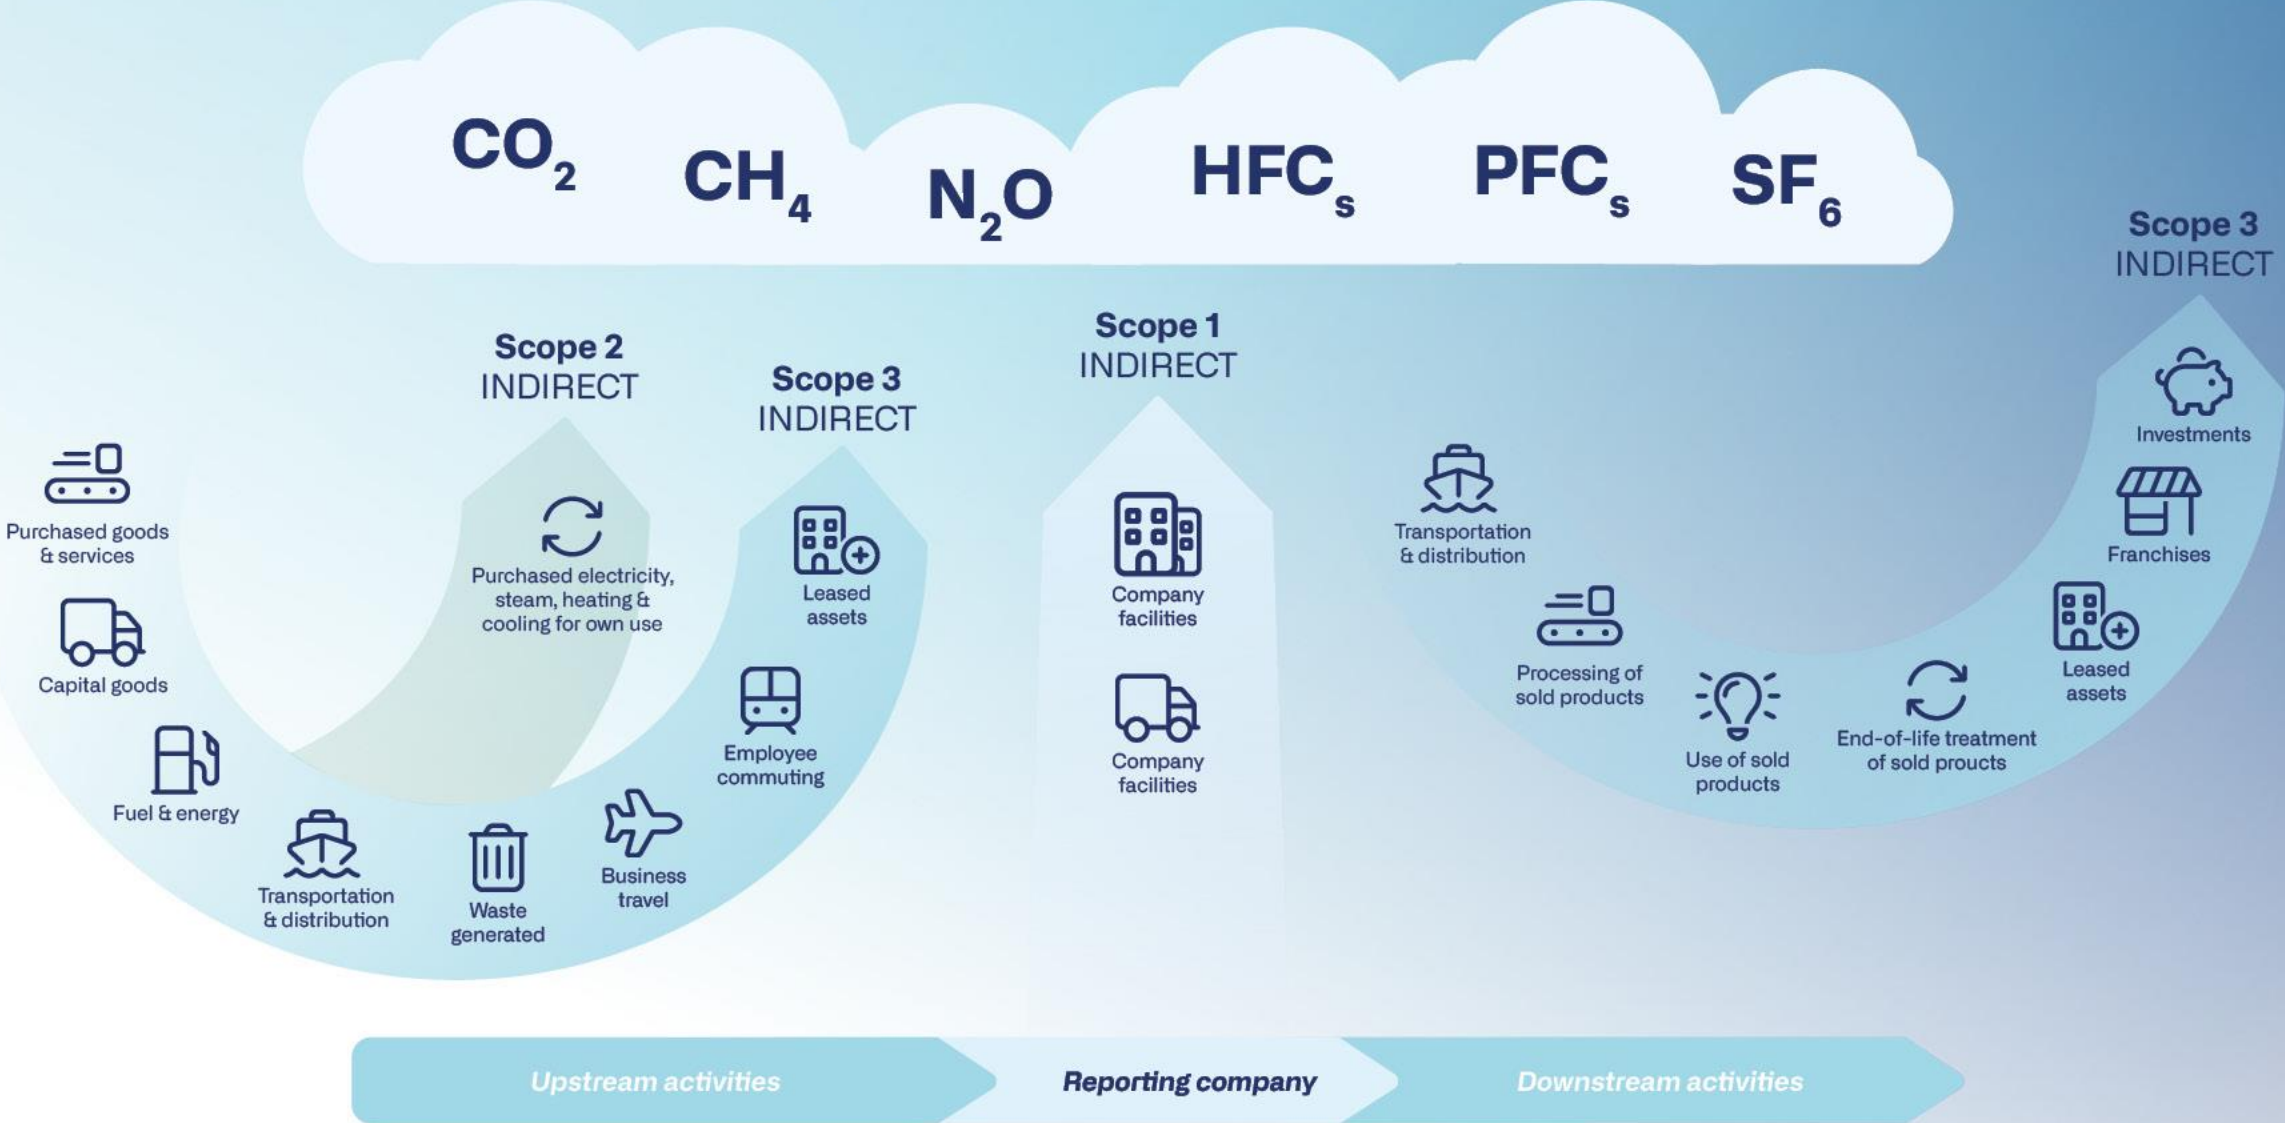 CO₂
CH₄
N₂O
HFCₛ
PFCₛ
SF₆
Scope 2
INDIRECT
Scope 3
INDIRECT
Scope 1
INDIRECT
Scope 3
INDIRECT
Purchased goods
& services
Capital goods
Fuel & energy
Transportation
& distribution
Waste
generated
Business
travel
Employee
commuting
Leased
assets
Purchased electricity,
steam, heating &
cooling for own use
Company
facilities
Company
facilities
Transportation
& distribution
Processing of
sold products
Use of sold
products
End-of-life treatment
of sold proucts
Leased
assets
Franchises
Investments
Upstream activities
Reporting company
Downstream activities